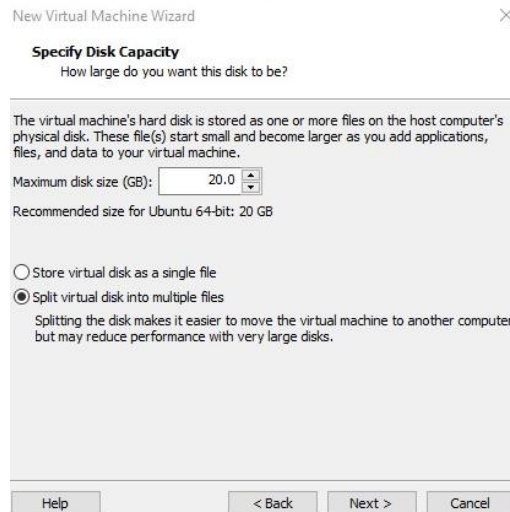 New Virtual Machine Wizard
Specify Disk Capacity
How large do you want this disk to be?
The virtual machine's hard disk is stored as one or more files on the host computer's
physical disk. These file(s) start small and become larger as you add applications,
files, and data to your virtual machine.
Maximum disk size (GB): 20.0
Recommended size for Ubuntu 64-bit: 20 GB
Store virtual disk as a single file
Split virtual disk into multiple files
Splitting the disk makes it easier to move the virtual machine to another computer
but may reduce performance with very large disks.
Help < Back Next > Cancel